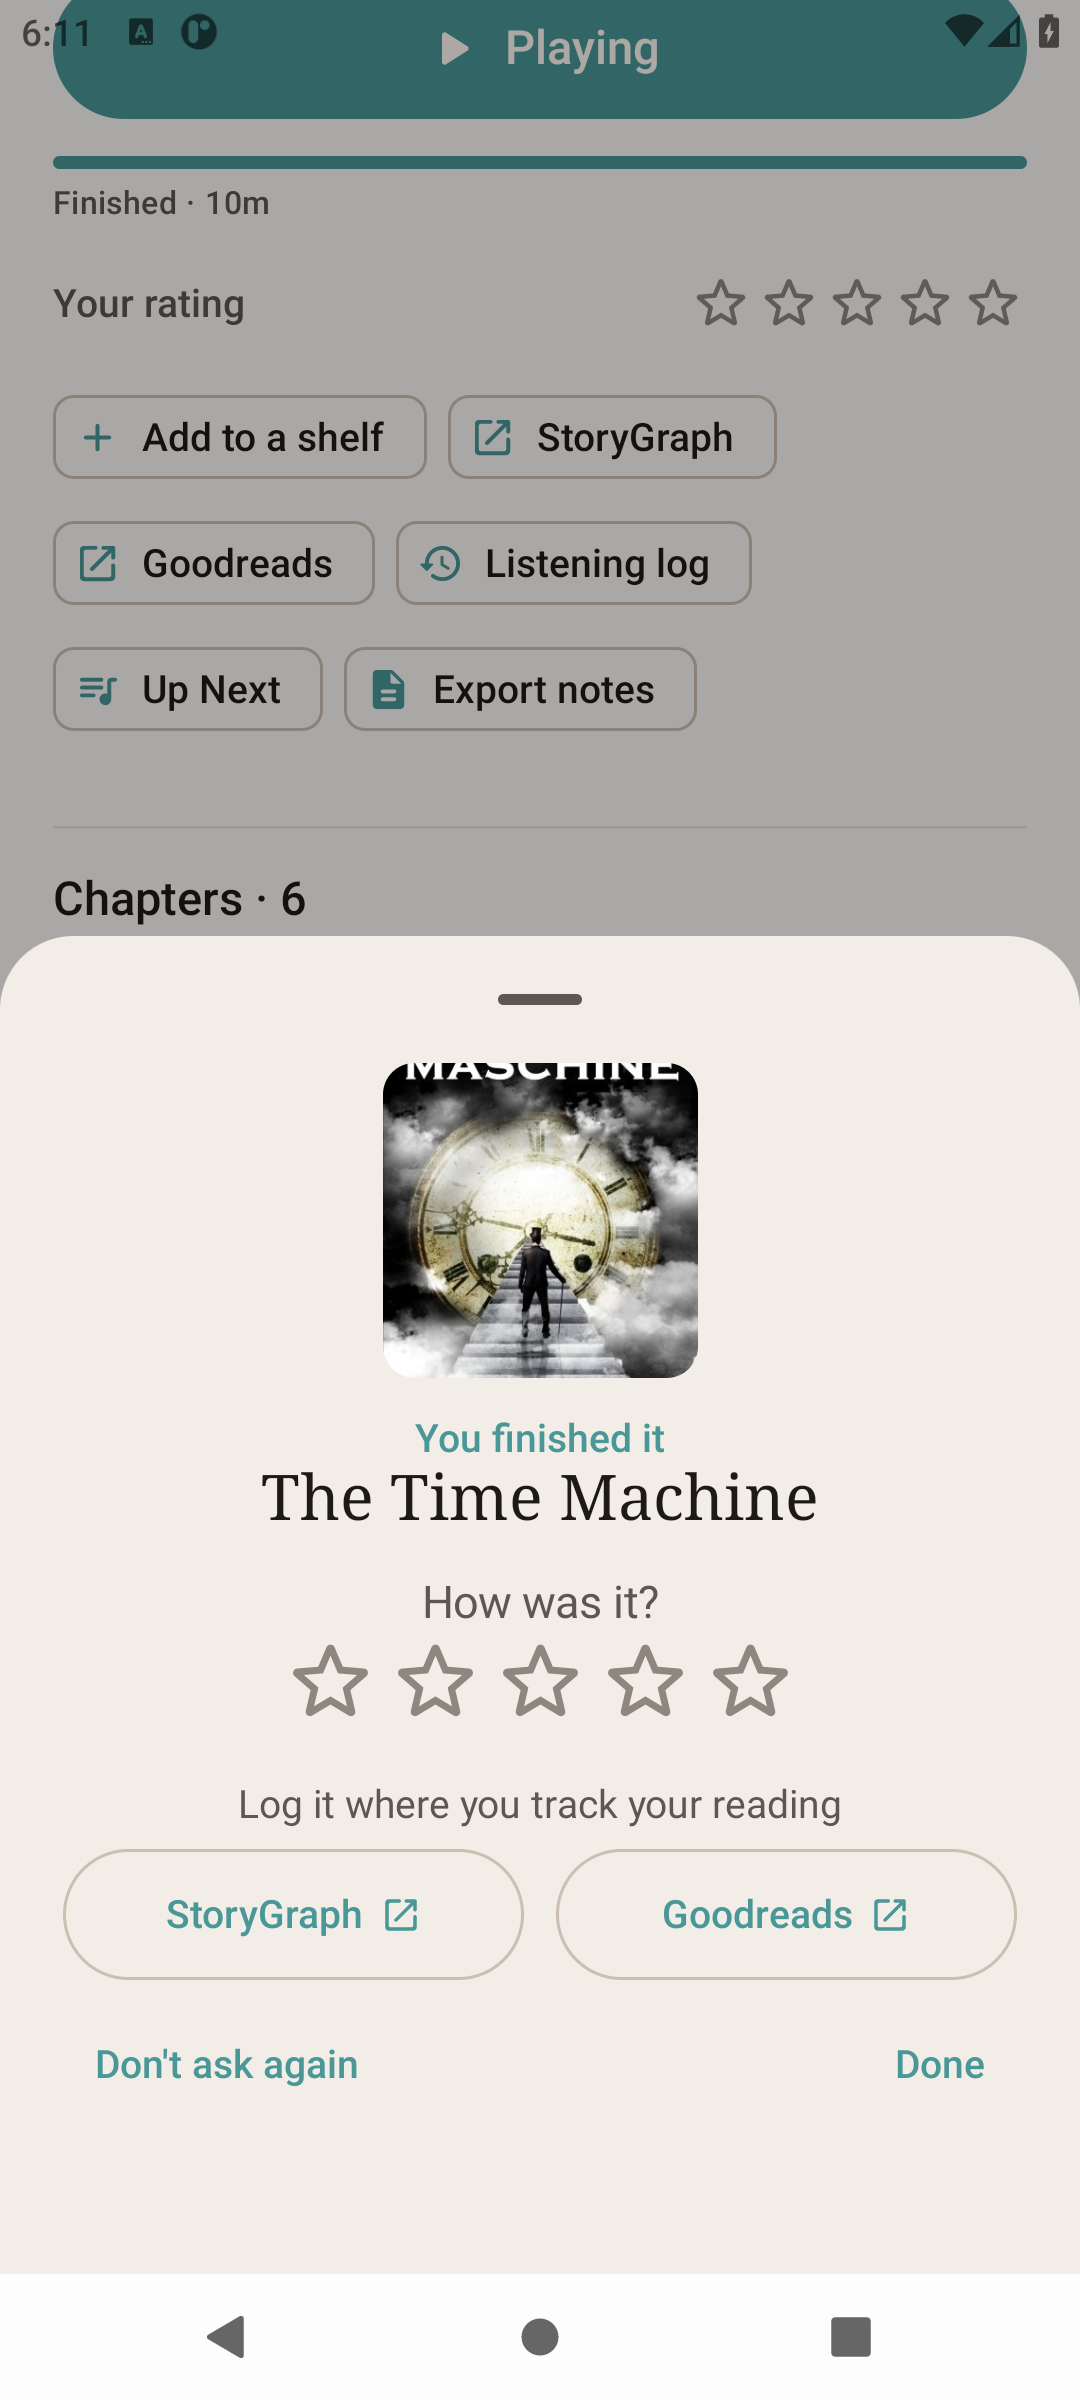 6:11
Playing
Finished · 10m
Your rating
Add to a shelf
StoryGraph
Goodreads
Listening log
Up Next
Export notes
Chapters · 6
MASCHINE
You finished it
The Time Machine
How was it?
Log it where you track your reading
StoryGraph
Goodreads
Don't ask again
Done